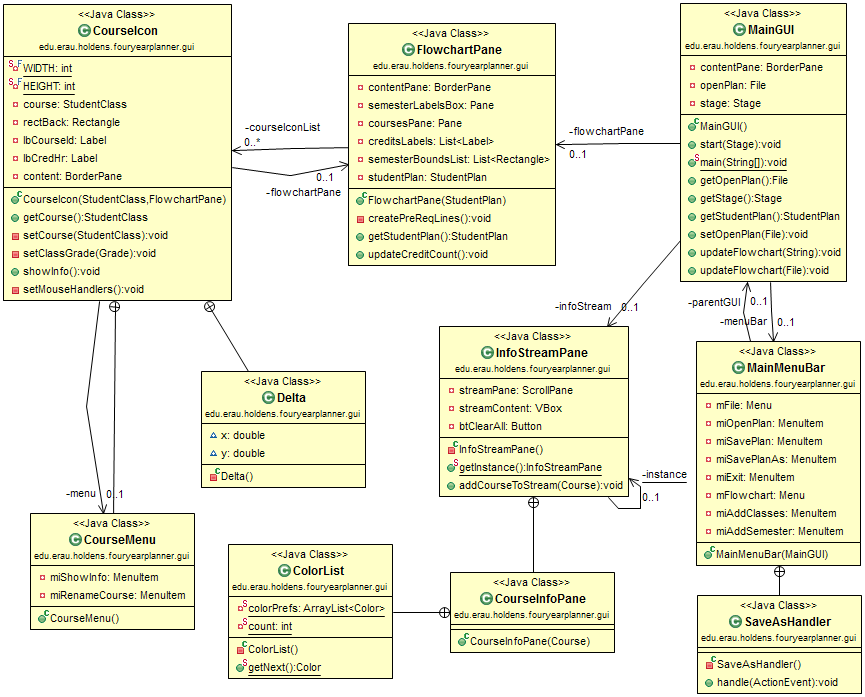 <<Java Class>>
CourseIcon
edu.erau.holdens.fouryearplanner.gui
WIDTH: int
HEIGHT: int
course: StudentClass
rectBack: Rectangle
lbCourseId: Label
lbCredHr: Label
content: BorderPane
CourseIcon(StudentClass,FlowchartPane)
getCourse():StudentClass
setCourse(StudentClass):void
setClassGrade(Grade):void
showInfo():void
setMouseHandlers():void
-courseIconList
0..*
0..1
-flowchartPane
<<Java Class>>
FlowchartPane
edu.erau.holdens.fouryearplanner.gui
contentPane: BorderPane
semesterLabelsBox: Pane
coursesPane: Pane
creditsLabels: List<Label>
semesterBoundsList: List<Rectangle>
studentPlan: StudentPlan
FlowchartPane(StudentPlan)
createPreReqLines():void
getStudentPlan():StudentPlan
updateCreditCount():void
-flowchartPane
0..1
<<Java Class>>
MainGUI
edu.erau.holdens.fouryearplanner.gui
contentPane: BorderPane
openPlan: File
stage: Stage
MainGUI()
start(Stage):void
main(String[]):void
getOpenPlan():File
getStage():Stage
getStudentPlan():StudentPlan
setOpenPlan(File):void
updateFlowchart(String):void
updateFlowchart(File):void
-infoStream
0..1
-parentGUI
0..1
-menuBar
0..1
<<Java Class>>
Delta
edu.erau.holdens.fouryearplanner.gui
x: double
y: double
Delta()
<<Java Class>>
InfoStreamPane
edu.erau.holdens.fouryearplanner.gui
streamPane: ScrollPane
streamContent: VBox
btClearAll: Button
InfoStreamPane()
getInstance():InfoStreamPane
addCourseToStream(Course):void
-instance
0..1
<<Java Class>>
MainMenuBar
edu.erau.holdens.fouryearplanner.gui
mFile: Menu
miOpenPlan: MenuItem
miSavePlan: MenuItem
miSavePlanAs: MenuItem
miExit: MenuItem
mFlowchart: Menu
miAddClasses: MenuItem
miAddSemester: MenuItem
MainMenuBar(MainGUI)
-menu
0..1
<<Java Class>>
CourseMenu
edu.erau.holdens.fouryearplanner.gui
miShowInfo: MenuItem
miRenameCourse: MenuItem
CourseMenu()
<<Java Class>>
ColorList
edu.erau.holdens.fouryearplanner.gui
colorPrefs: ArrayList<Color>
count: int
ColorList()
getNext():Color
<<Java Class>>
CourseInfoPane
edu.erau.holdens.fouryearplanner.gui
CourseInfoPane(Course)
<<Java Class>>
SaveAsHandler
edu.erau.holdens.fouryearplanner.gui
SaveAsHandler()
handle(ActionEvent):void